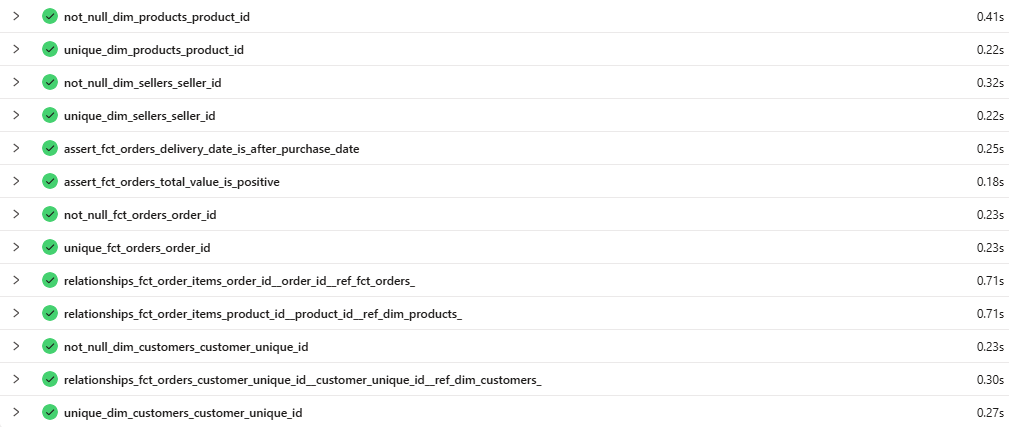 not_null_dim_products_product_id 0.41s
unique_dim_products_product_id 0.22s
not_null_dim_sellers_seller_id 0.32s
unique_dim_sellers_seller_id 0.22s
assert_fct_orders_delivery_date_is_after_purchase_date 0.25s
assert_fct_orders_total_value_is_positive 0.18s
not_null_fct_orders_order_id 0.23s
unique_fct_orders_order_id 0.23s
relationships_fct_order_items_order_id__order_id__ref_fct_orders_ 0.71s
relationships_fct_order_items_product_id__product_id__ref_dim_products_ 0.71s
not_null_dim_customers_customer_unique_id 0.23s
relationships_fct_orders_customer_unique_id__customer_unique_id__ref_dim_customers_ 0.30s
unique_dim_customers_customer_unique_id 0.27s